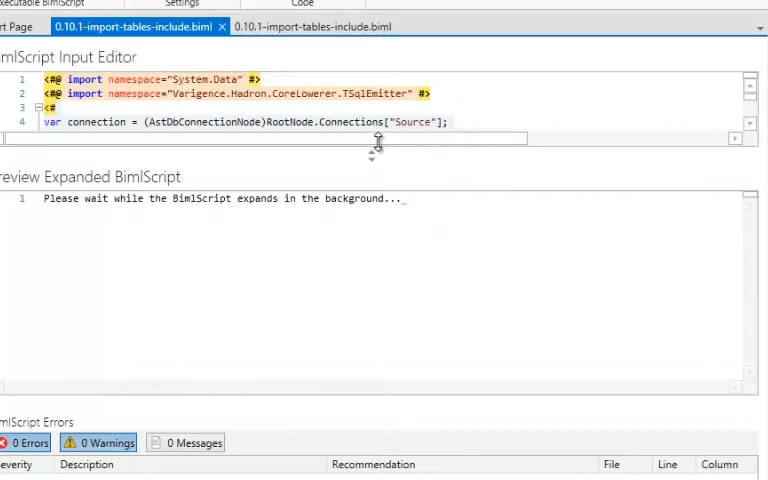 xecutable BimlScript Settings Code
rt Page 0.10.1-import-tables-include.biml × 0.10.1-import-tables-include.biml
mlScript Input Editor
1 <#@ import namespace="System.Data" #>
2 <#@ import namespace="Varigence.Hadron.CoreLowerer.TSqlEmitter" #>
3 <#
4 var connection = (AstDbConnectionNode)RootNode.Connections["Source"];
review Expanded BimlScript
1 Please wait while the BimlScript expands in the background..._
mlScript Errors
0 Errors 0 Warnings 0 Messages
everity Description Recommendation File Line Column